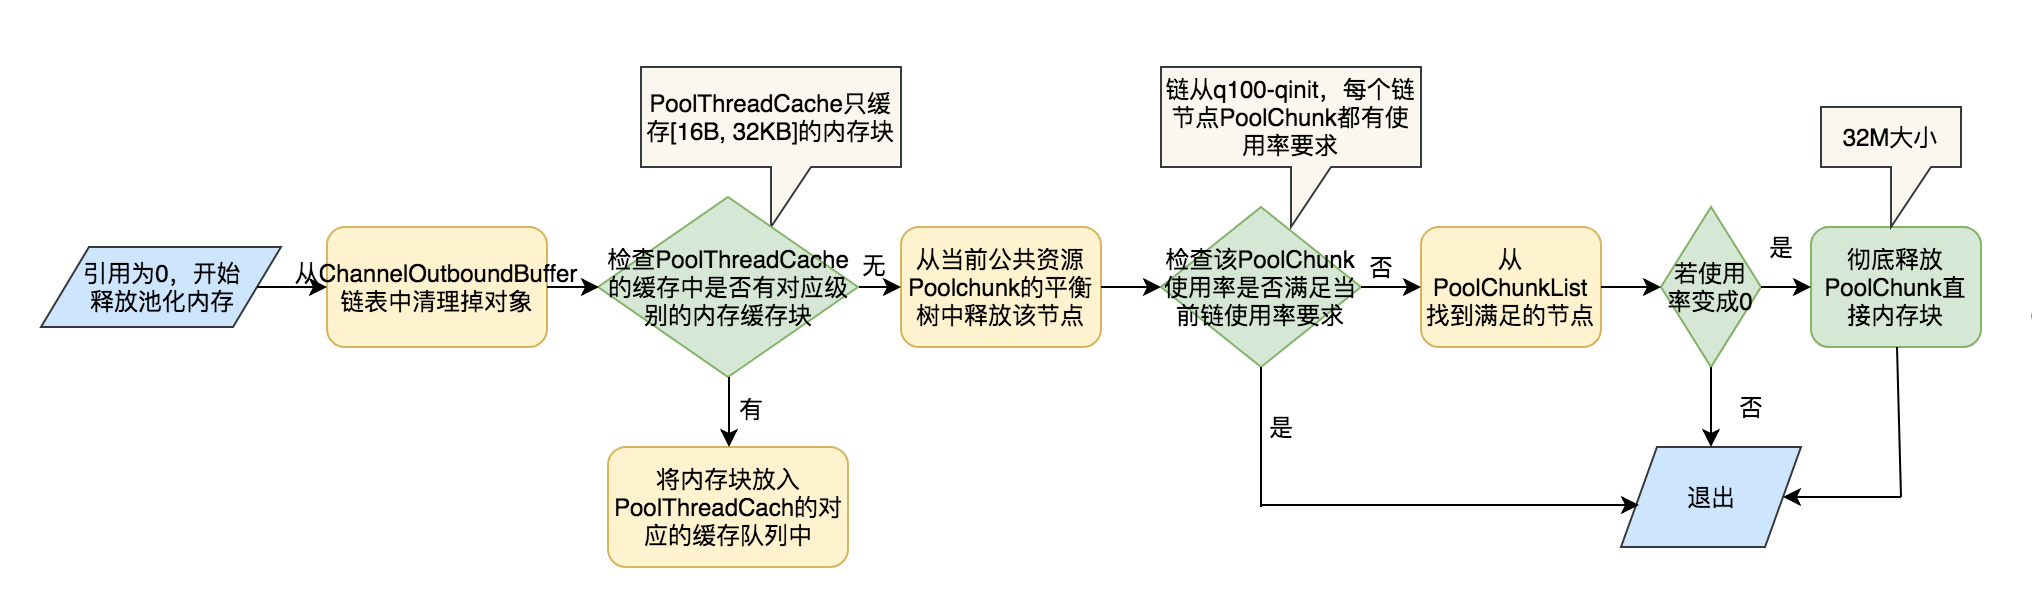 引用为0，开始
释放池化内存
从ChannelOutboundBuffer
链表中清理掉对象
PoolThreadCache只缓
存[16B, 32KB]的内存块
检查PoolThreadCache
的缓存中是否有对应级
别的内存缓存块
有
将内存块放入
PoolThreadCach的对
应的缓存队列中
无
从当前公共资源
Poolchunk的平衡
树中释放该节点
链从q100-qinit，每个链
节点PoolChunk都有使
用率要求
检查该PoolChunk
使用率是否满足当
前链使用率要求
是
否
从
PoolChunkList
找到满足的节点
若使用
率变成0
是
否
32M大小
彻底释放
PoolChunk直
接内存块
退出